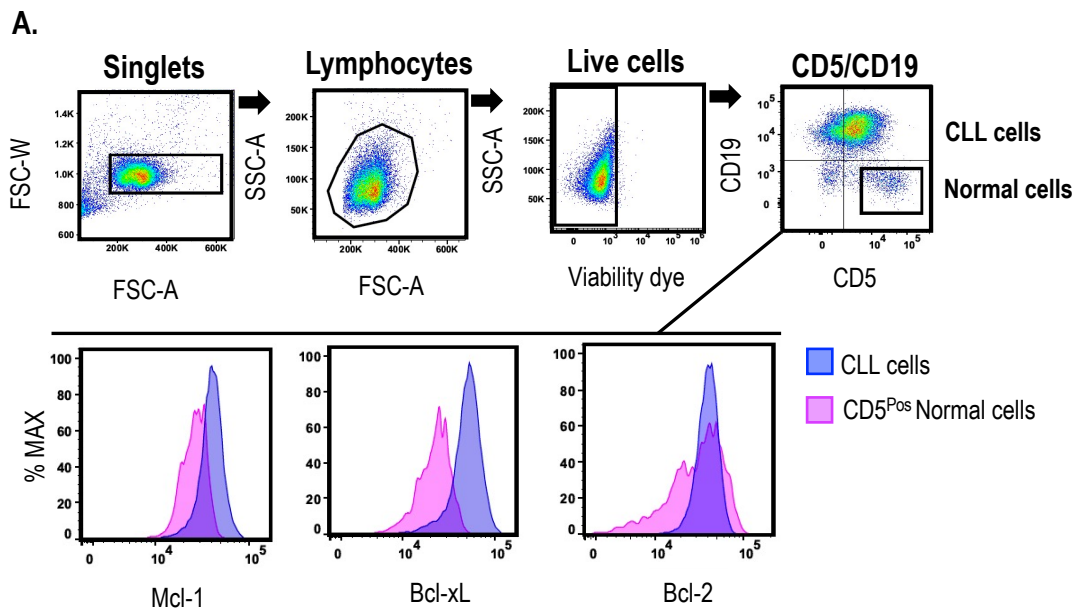 A.
Singlets
Lymphocytes
Live cells
CD5/CD19
FSC-W
1.4K
1.2K
1.0K
800
600
200K 400K 600K
FSC-A
SSC-A
200K
150K
100K
50K
200K 400K 600K
FSC-A
SSC-A
200K
150K
100K
50K
0 10³ 10⁴ 10⁵ 10⁶
Viability dye
CD19
10⁵
10⁴
10³
0
0 10⁴ 10⁵
CD5
CLL cells
Normal cells
% MAX
100
80
60
40
20
0
0 10⁴ 10⁵
Mcl-1
100
80
60
40
20
0
0 10⁴ 10⁵
Bcl-xL
100
80
60
40
20
0
0 10⁴ 10⁵
Bcl-2
CLL cells
CD5ᴾᵒˢ Normal cells